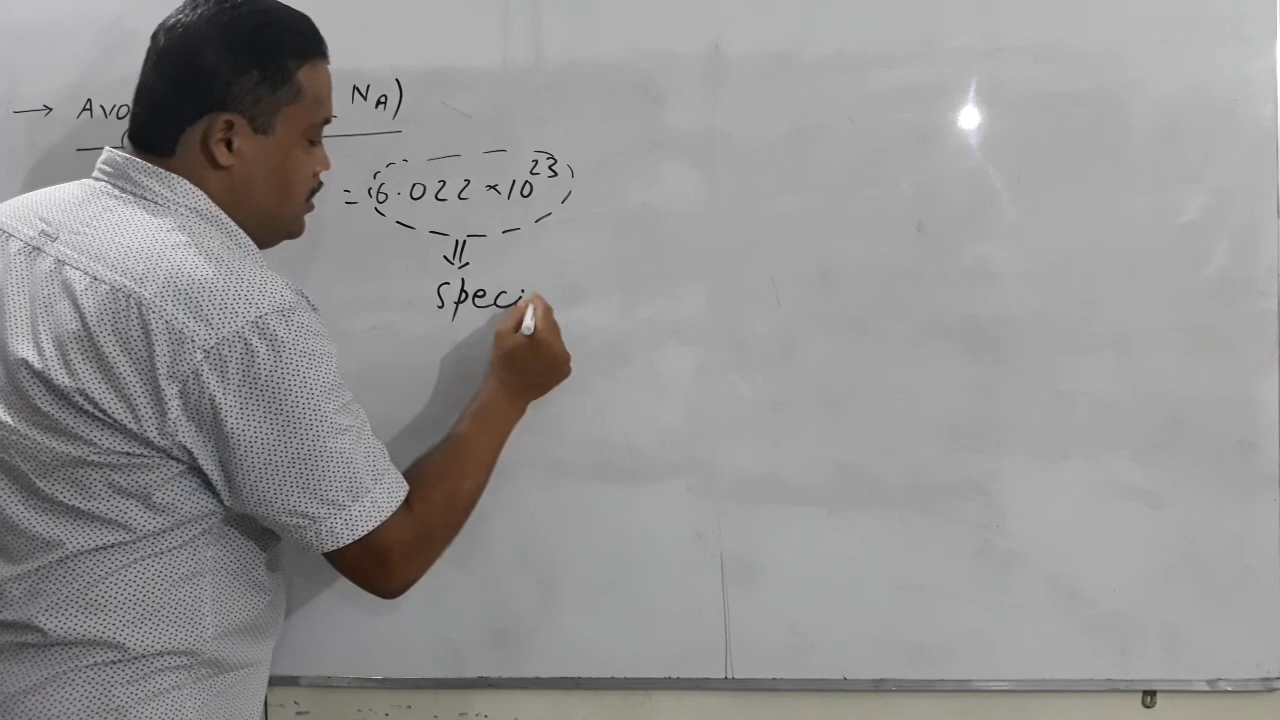 → Avo NA)
= 6.022 × 10²³
speci